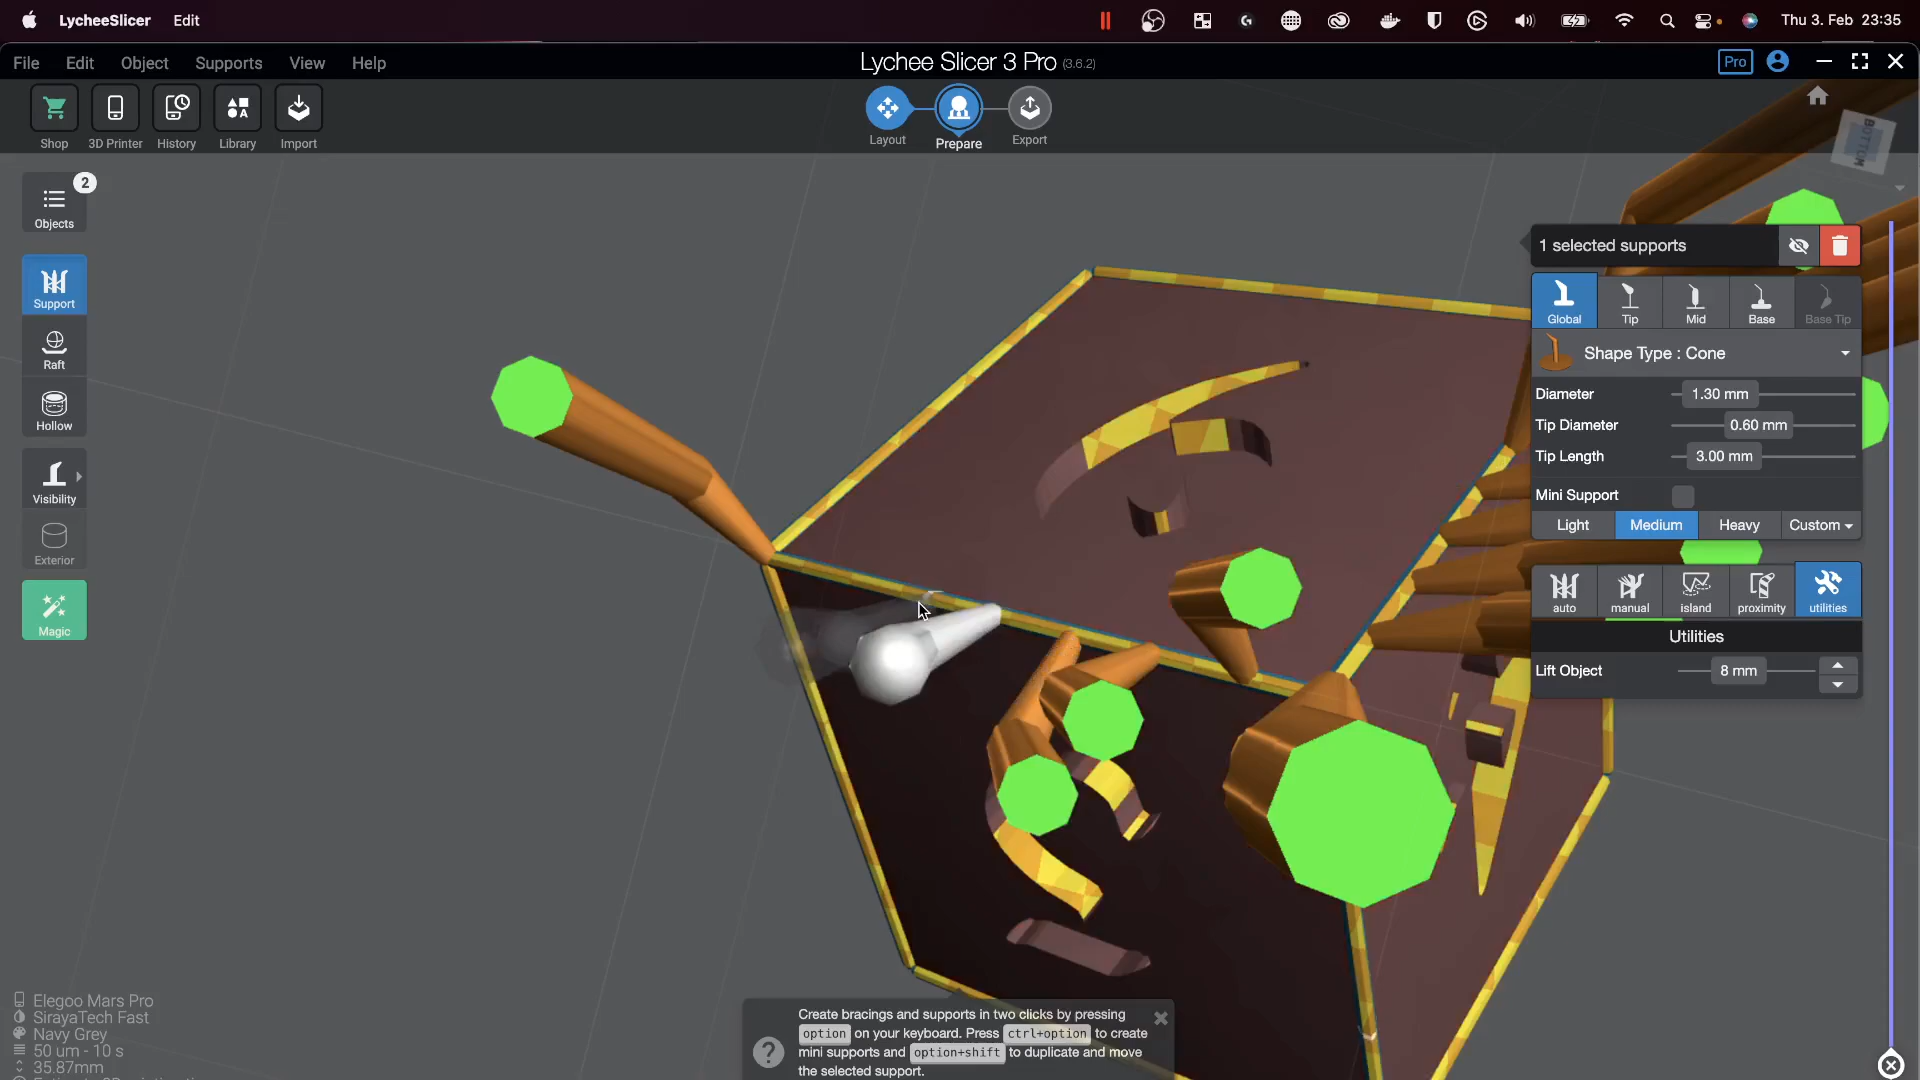 LycheeSlicer Edit
Thu 3. Feb 23:35
File Edit Object Supports View Help
Lychee Slicer 3 Pro (3.6.2)
Pro
Shop 3D Printer History Library Import
Layout Prepare Export
BOTTOM
2
Objects
Support
Raft
Hollow
Visibility
Exterior
Magic
1 selected supports
Global Tip Mid Base Base Tip
Shape Type : Cone
Diameter 1.30 mm
Tip Diameter 0.60 mm
Tip Length 3.00 mm
Mini Support
Light Medium Heavy Custom
auto manual island proximity utilities
Utilities
Lift Object 8 mm
Elegoo Mars Pro
SirayaTech Fast
Navy Grey
50 um - 10 s
35.87mm
Create bracings and supports in two clicks by pressing
option on your keyboard. Press ctrl+option to create
mini supports and option+shift to duplicate and move
the selected support.